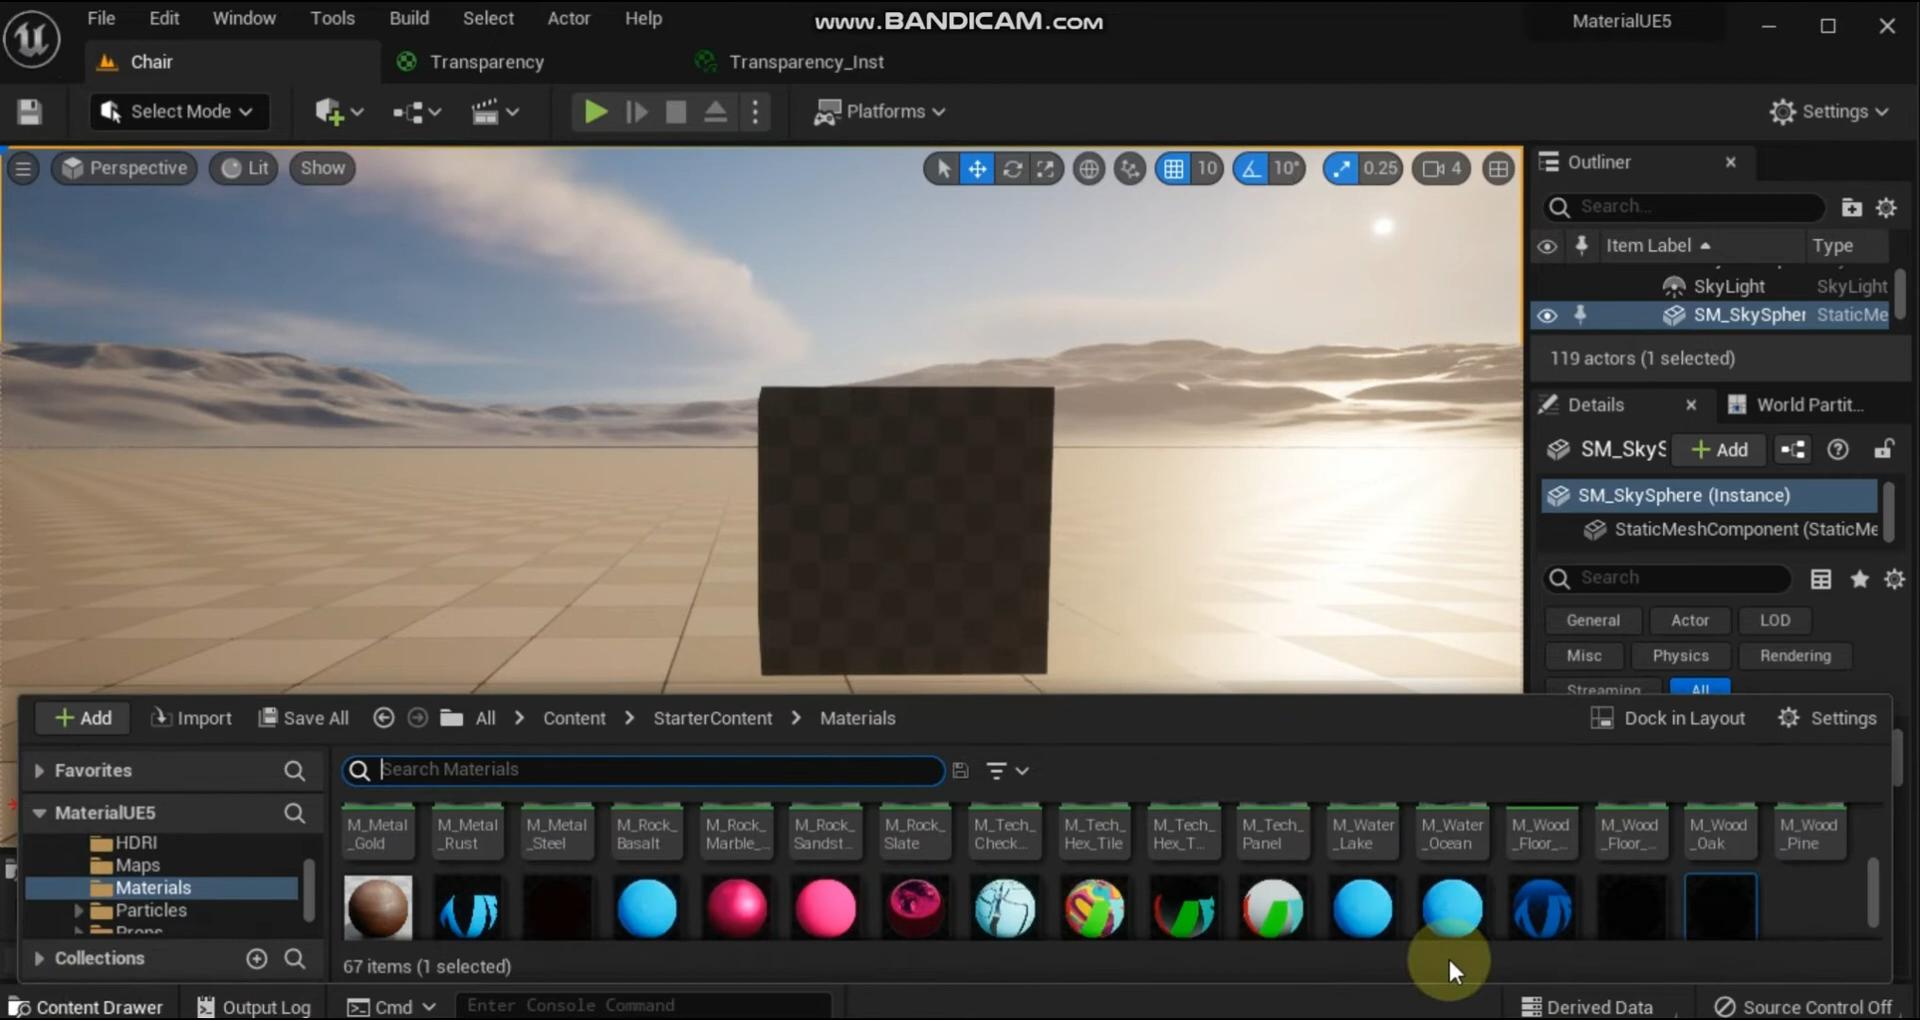 File Edit Window Tools Build Select Actor Help
www.BANDICAM.com
MaterialUE5
Chair
Transparency
Transparency_Inst
Select Mode
Platforms
Settings
Perspective
Lit
Show
10
10°
0.25
4
Outliner
Search...
Item Label
Type
SkyLight
SkyLight
SM_SkySpher
StaticMe
119 actors (1 selected)
Details
World Partit...
SM_SkyS
Add
SM_SkySphere (Instance)
StaticMeshComponent (StaticMe
Search
General
Actor
LOD
Misc
Physics
Rendering
Streaming
All
Add
Import
Save All
All
Content
StarterContent
Materials
Dock in Layout
Settings
Favorites
Search Materials
MaterialUE5
HDRI
Maps
Materials
Particles
Props
Collections
M_Metal
_Gold
M_Metal
_Rust
M_Metal
_Steel
M_Rock_
Basalt
M_Rock_
Marble_...
M_Rock_
Sandst...
M_Rock_
Slate
M_Tech_
Check...
M_Tech_
Hex_Tile
M_Tech_
Hex_T...
M_Tech_
Panel
M_Water
_Lake
M_Water
_Ocean
M_Wood
_Floor_...
M_Wood
_Floor_...
M_Wood
_Oak
M_Wood
_Pine
67 items (1 selected)
Content Drawer
Output Log
Cmd
Enter Console Command
Derived Data
Source Control Off